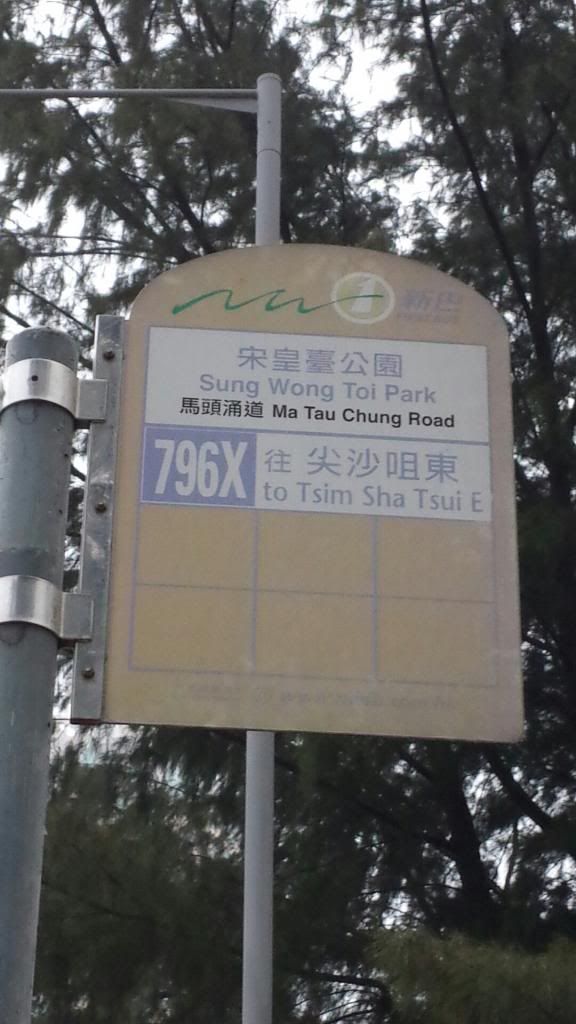 1 新巴
宋皇臺公園
Sung Wong Toi Park
馬頭涌道 Ma Tau Chung Road
796X 往 尖沙咀東
to Tsim Sha Tsui E